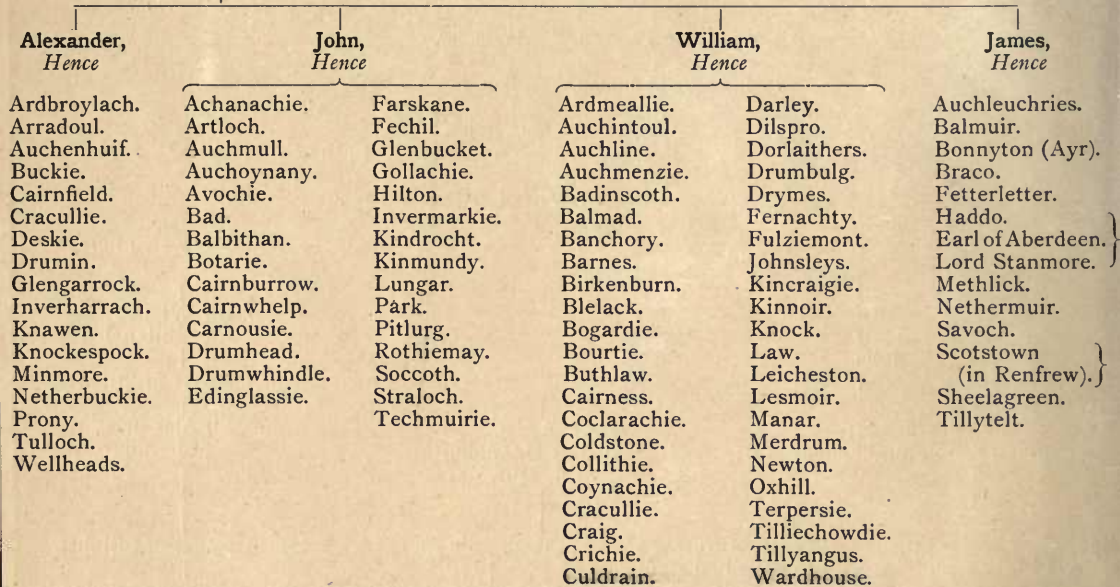 Alexander,
Hence
Ardbroylach.
Arradoul.
Auchenhuif.
Buckie.
Cairnfield.
Cracullie.
Deskie.
Drumin.
Glengarrock.
Inverharrach.
Knawen.
Knockespock.
Minmore.
Netherbuckie.
Prony.
Tulloch.
Wellheads.
John,
Hence
Achanachie.
Artloch.
Auchmull.
Auchoynany.
Avochie.
Bad.
Balbithan.
Botarie.
Cairnburrow.
Cairnwhelp.
Carnousie.
Drumhead.
Drumwhindle.
Edinglassie.
Farskane.
Fechil.
Glenbucket.
Gollachie.
Hilton.
Invermarkie.
Kindrocht.
Kinmundy.
Lungar.
Park.
Pitlurg.
Rothiemay.
Soccoth.
Straloch.
Techmuirie.
William,
Hence
Ardmeallie.
Auchintoul.
Auchline.
Auchmenzie.
Badinscoth.
Balmad.
Banchory.
Barnes.
Birkenburn.
Blelack.
Bogardie.
Bourtie.
Buthlaw.
Cairness.
Coclarachie.
Coldstone.
Collithie.
Coynachie.
Cracullie.
Craig.
Crichie.
Culdrain.
Darley.
Dilspro.
Dorlaithers.
Drumbulg.
Drymes.
Fernachty.
Fulziemont.
Johnsleys.
Kincraigie.
Kinnoir.
Knock.
Law.
Leicheston.
Lesmoir.
Manar.
Merdrum.
Newton.
Oxhill.
Terpersie.
Tilliechowdie.
Tillyangus.
Wardhouse.
James,
Hence
Auchleuchries.
Balmuir.
Bonnyton (Ayr).
Braco.
Fetterletter.
Haddo.
Earl of Aberdeen.
Lord Stanmore.
Methlick.
Nethermuir.
Savoch.
Scotstown
(in Renfrew).
Sheelagreen.
Tillytelt.